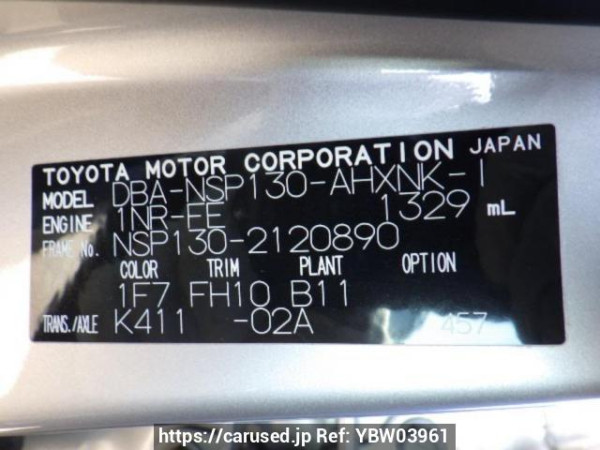 TOYOTA MOTOR CORPORATION JAPAN
MODEL DBA-NSP130-AHXNK-I
ENGINE 1NR-FE 1329 mL
FRAME No. NSP130-2120890
COLOR TRIM PLANT OPTION
1F7 FH10 B11
TRANS./AXLE K411 -02A 457
https://carused.jp Ref: YBW03961